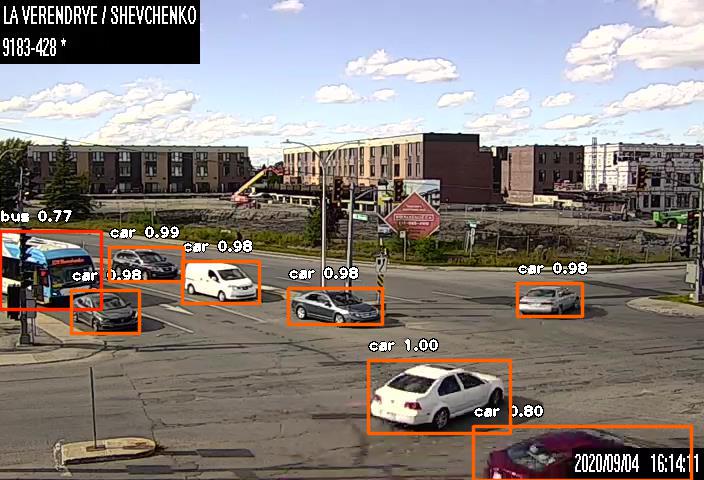 LA VERENDRYE / SHEVCHENKO
9183-428 *
bus 0.77
car 0.99
car 0.98
car 0.98
car 0.98
car 0.98
car 1.00
car 0.80
2020/09/04 16:14:11